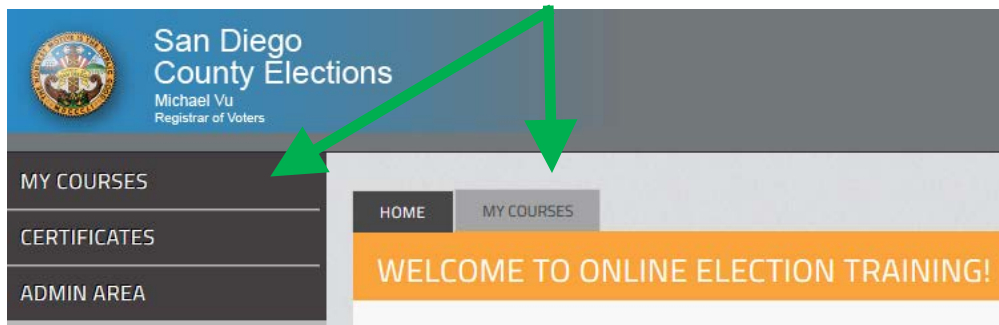 San Diego
County Elections
Michael Vu
Registrar of Voters
MY COURSES
CERTIFICATES
ADMIN AREA
HOME
MY COURSES
WELCOME TO ONLINE ELECTION TRAINING!